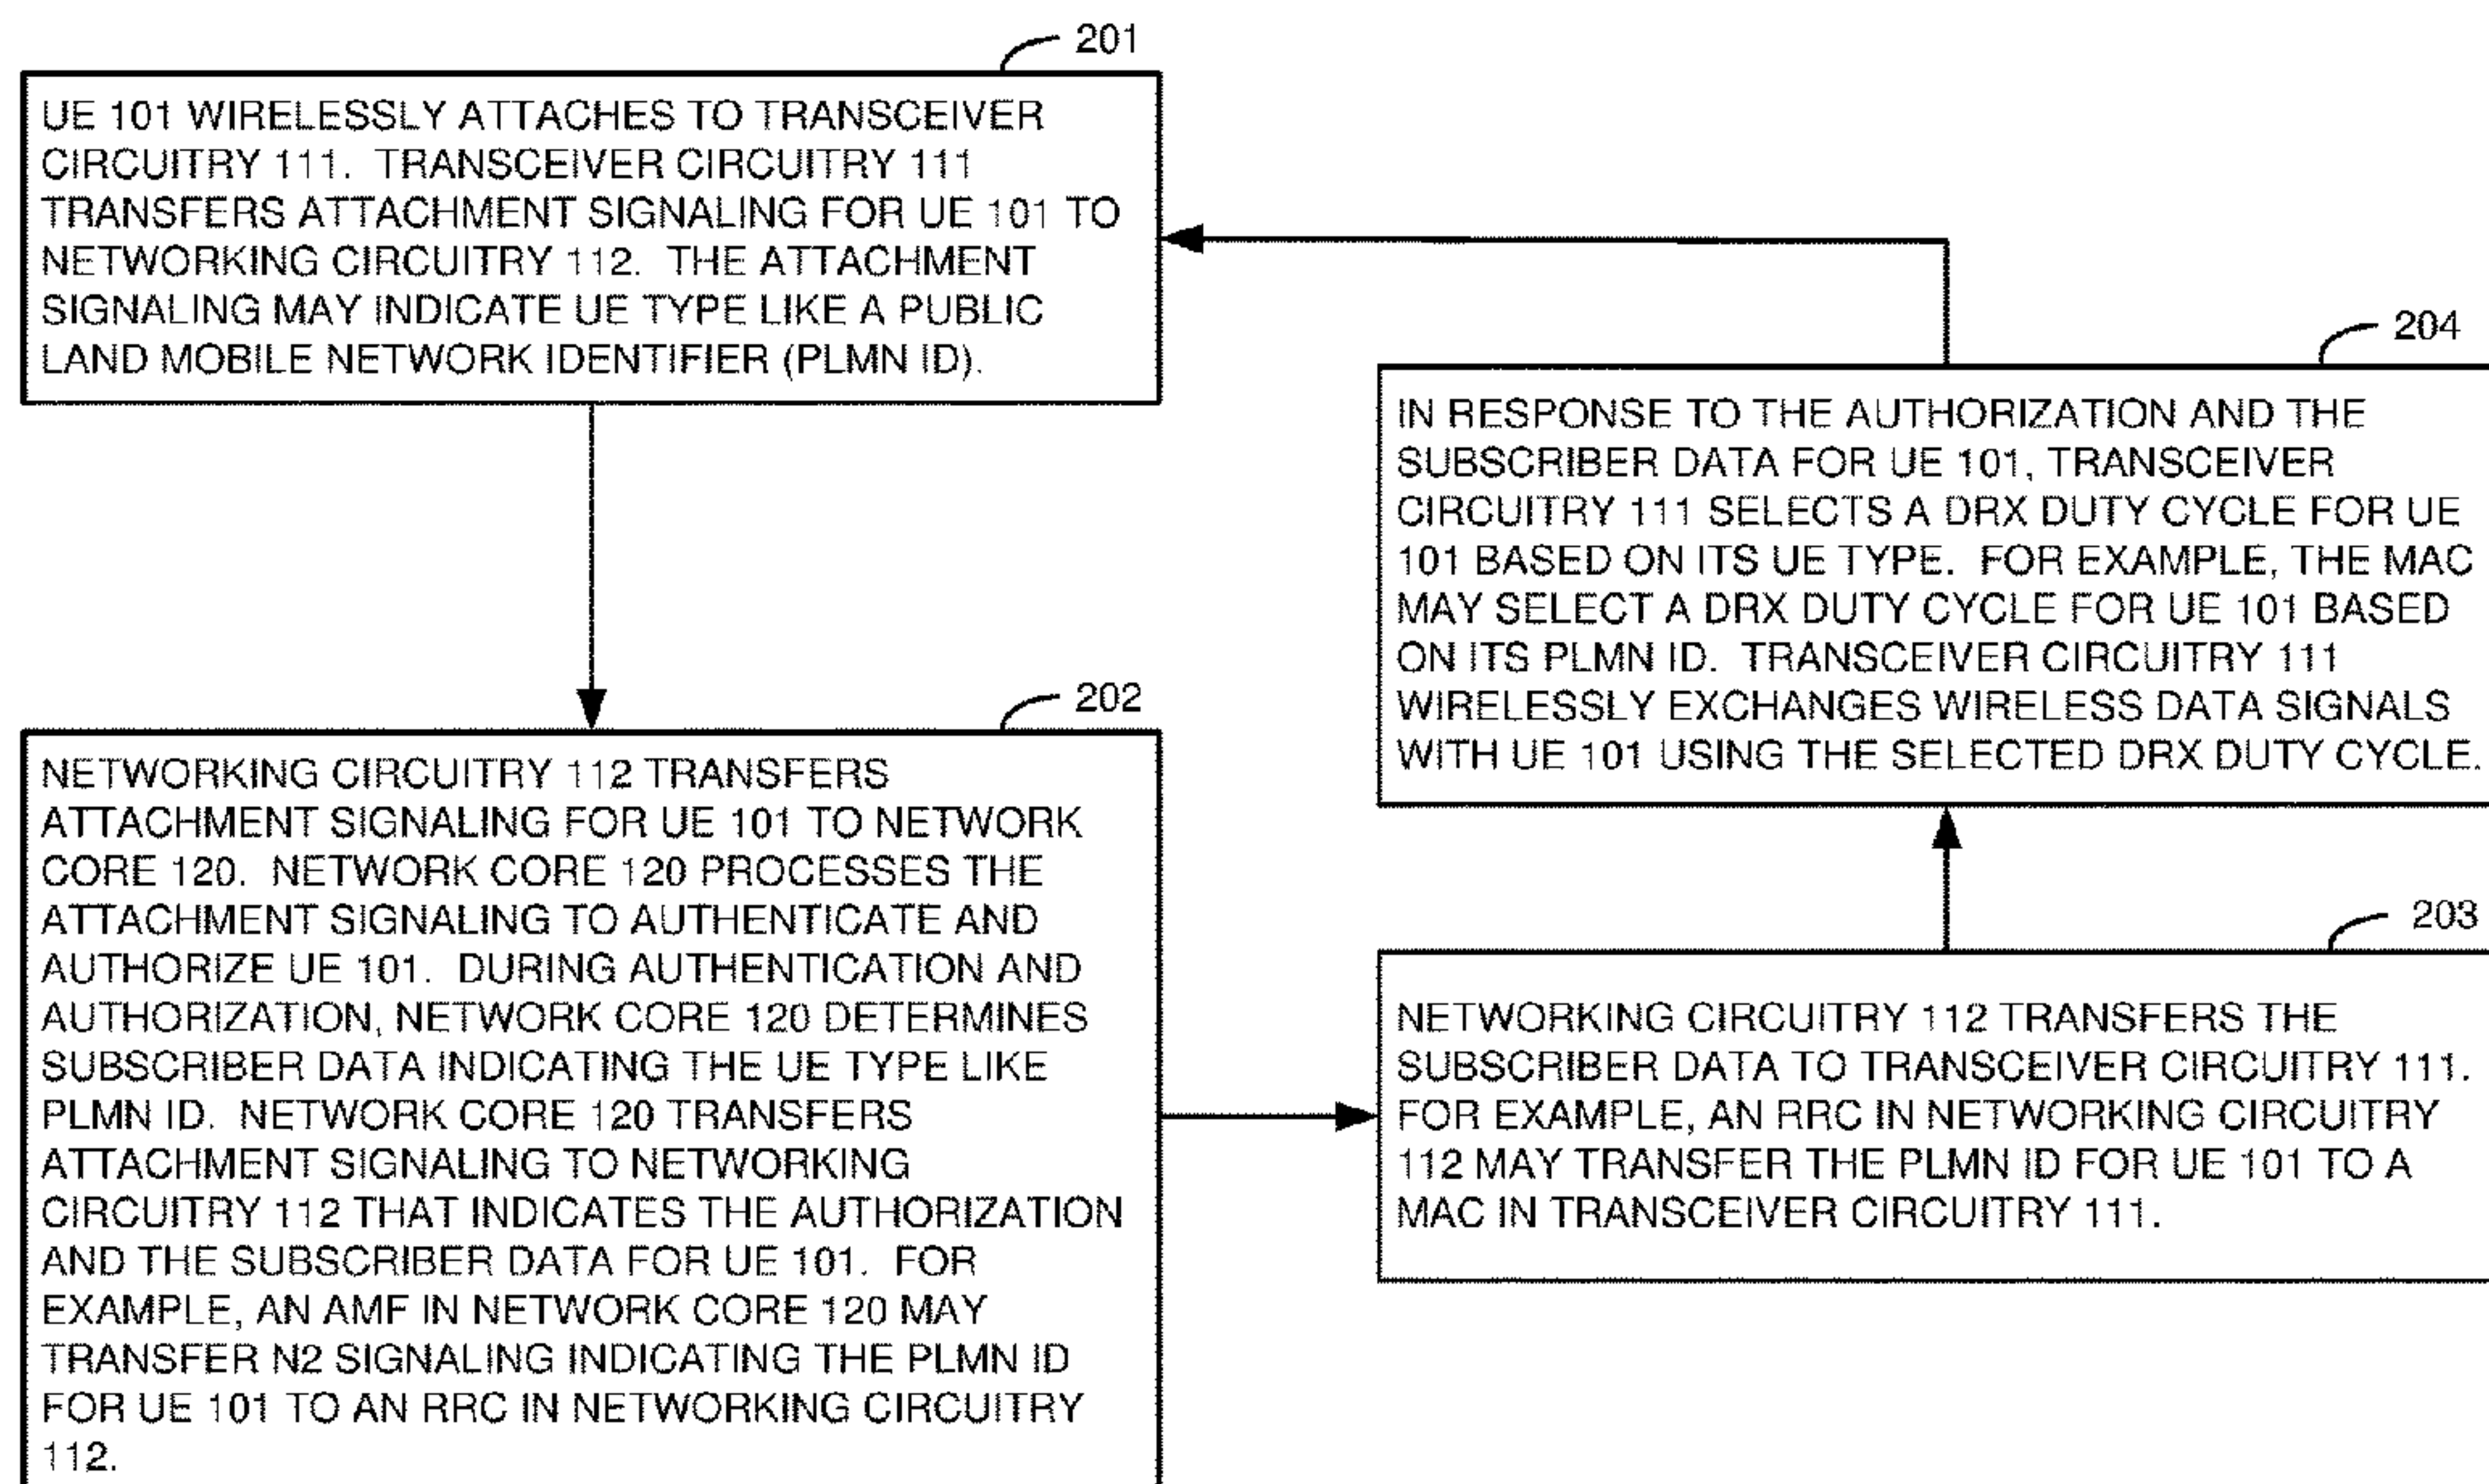 201
UE 101 WIRELESSLY ATTACHES TO TRANSCEIVER
CIRCUITRY 111. TRANSCEIVER CIRCUITRY 111
TRANSFERS ATTACHMENT SIGNALING FOR UE 101 TO
NETWORKING CIRCUITRY 112. THE ATTACHMENT
SIGNALING MAY INDICATE UE TYPE LIKE A PUBLIC
LAND MOBILE NETWORK IDENTIFIER (PLMN ID).
202
NETWORKING CIRCUITRY 112 TRANSFERS
ATTACHMENT SIGNALING FOR UE 101 TO NETWORK
CORE 120. NETWORK CORE 120 PROCESSES THE
ATTACHMENT SIGNALING TO AUTHENTICATE AND
AUTHORIZE UE 101. DURING AUTHENTICATION AND
AUTHORIZATION, NETWORK CORE 120 DETERMINES
SUBSCRIBER DATA INDICATING THE UE TYPE LIKE
PLMN ID. NETWORK CORE 120 TRANSFERS
ATTACHMENT SIGNALING TO NETWORKING
CIRCUITRY 112 THAT INDICATES THE AUTHORIZATION
AND THE SUBSCRIBER DATA FOR UE 101. FOR
EXAMPLE, AN AMF IN NETWORK CORE 120 MAY
TRANSFER N2 SIGNALING INDICATING THE PLMN ID
FOR UE 101 TO AN RRC IN NETWORKING CIRCUITRY
112.
203
NETWORKING CIRCUITRY 112 TRANSFERS THE
SUBSCRIBER DATA TO TRANSCEIVER CIRCUITRY 111.
FOR EXAMPLE, AN RRC IN NETWORKING CIRCUITRY
112 MAY TRANSFER THE PLMN ID FOR UE 101 TO A
MAC IN TRANSCEIVER CIRCUITRY 111.
204
IN RESPONSE TO THE AUTHORIZATION AND THE
SUBSCRIBER DATA FOR UE 101, TRANSCEIVER
CIRCUITRY 111 SELECTS A DRX DUTY CYCLE FOR UE
101 BASED ON ITS UE TYPE. FOR EXAMPLE, THE MAC
MAY SELECT A DRX DUTY CYCLE FOR UE 101 BASED
ON ITS PLMN ID. TRANSCEIVER CIRCUITRY 111
WIRELESSLY EXCHANGES WIRELESS DATA SIGNALS
WITH UE 101 USING THE SELECTED DRX DUTY CYCLE.